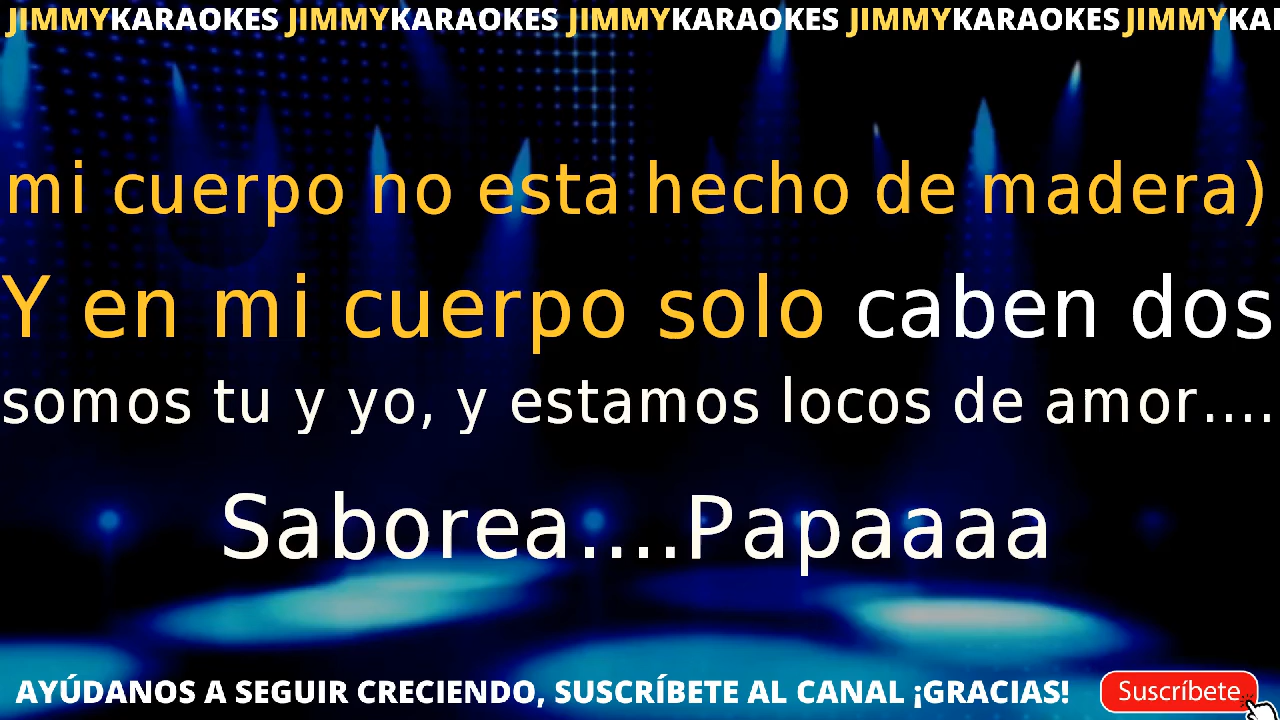 JIMMYKARAOKES JIMMYKARAOKES JIMMYKARAOKES JIMMYKARAOKES JIMMYKA
mi cuerpo no esta hecho de madera)
Y en mi cuerpo solo caben dos
somos tu y yo, y estamos locos de amor....
Saborea....Papaaaa
AYÚDANOS A SEGUIR CRECIENDO, SUSCRÍBETE AL CANAL ¡GRACIAS! Suscríbete